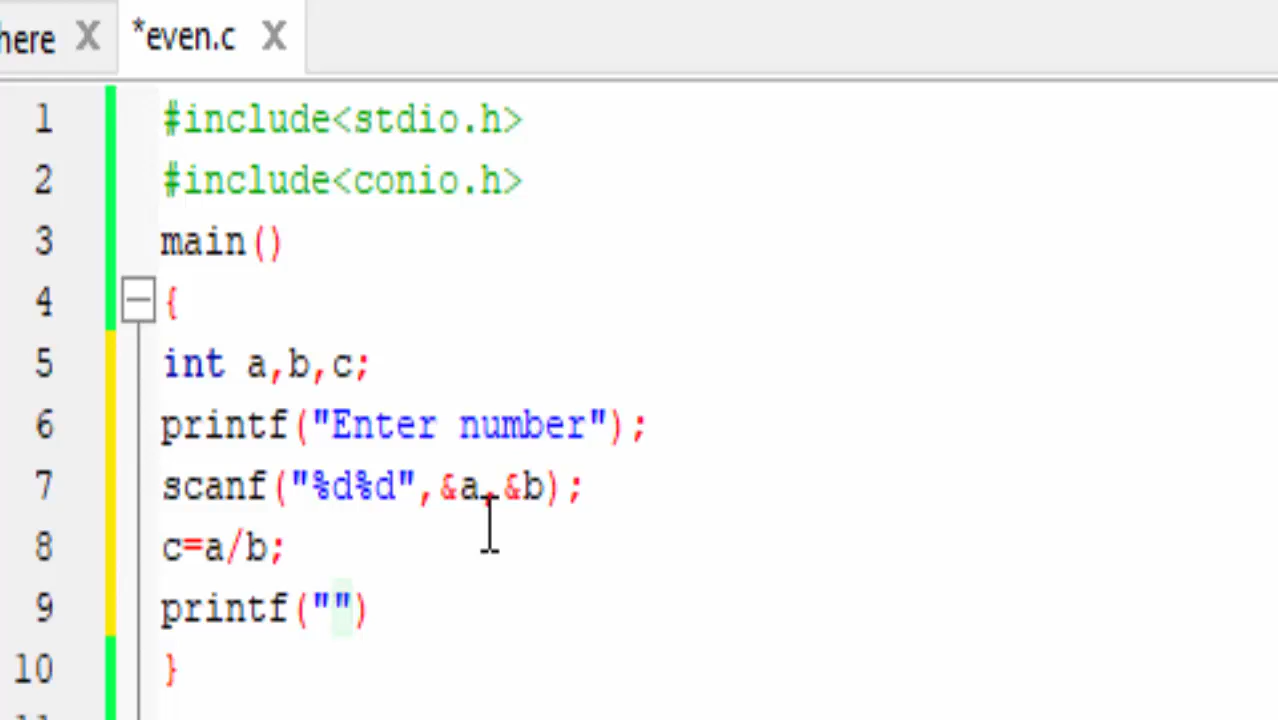 here X *even.c X
1 #include<stdio.h>
2 #include<conio.h>
3 main()
4 {
5 int a,b,c;
6 printf("Enter number");
7 scanf("%d%d",&a,&b);
8 c=a/b;
9 printf("")
10 }
11